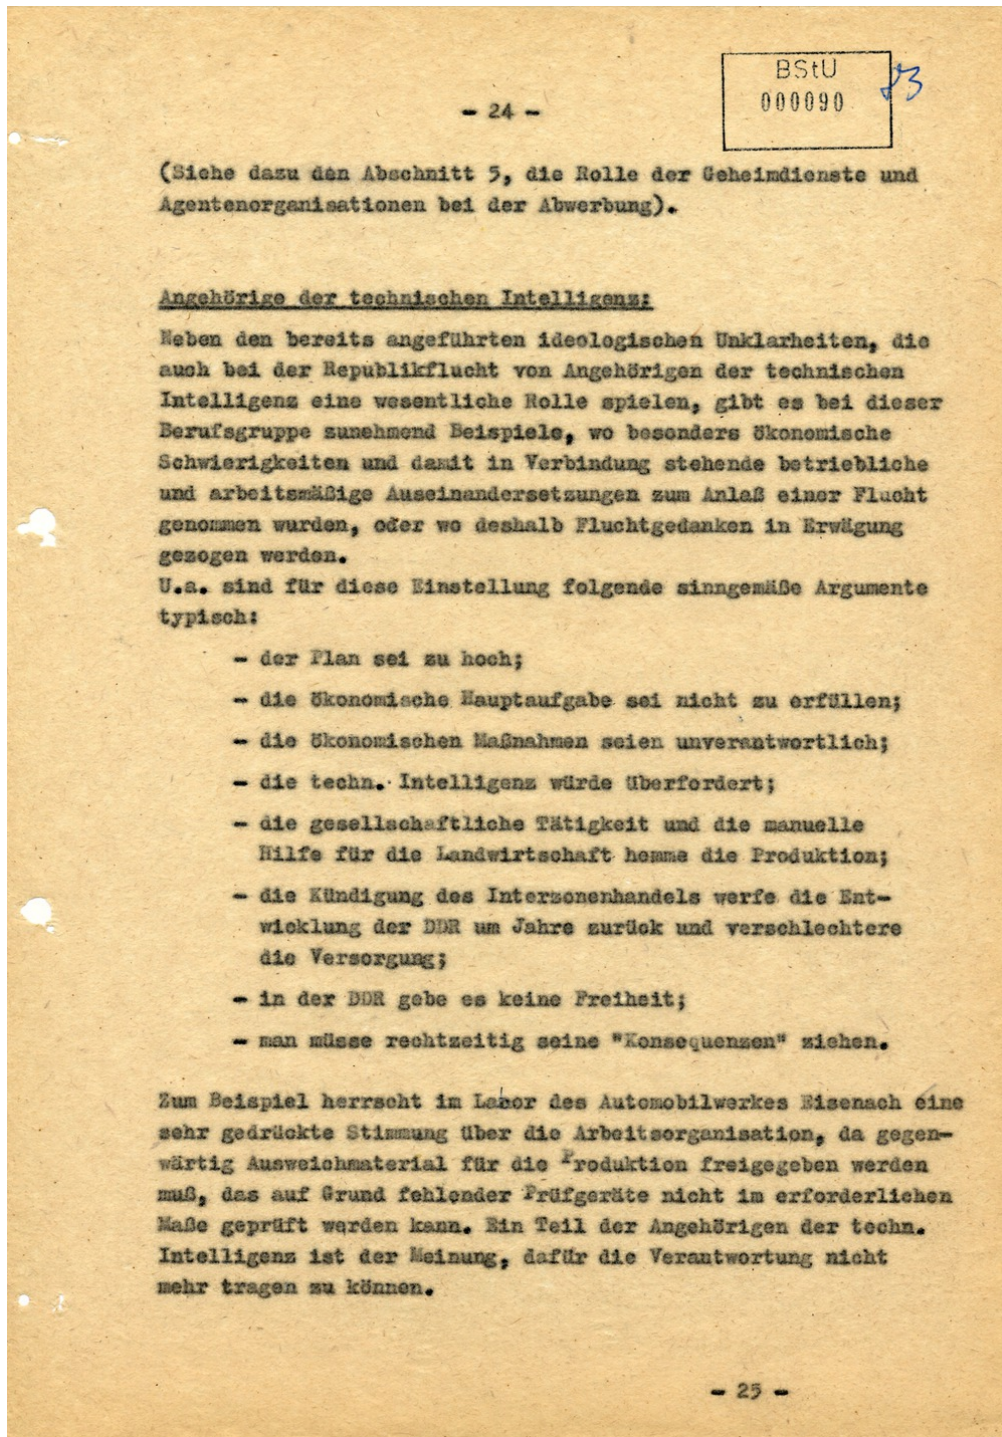 BStU
000090
83
- 24 -
(Siehe dazu den Abschnitt 5, die Rolle der Geheimdienste und
Agentenorganisationen bei der Abwerbung).
Angehörige der technischen Intelligenz:
Neben den bereits angeführten ideologischen Unklarheiten, die
auch bei der Republikflucht von Angehörigen der technischen
Intelligenz eine wesentliche Rolle spielen, gibt es bei dieser
Berufsgruppe zunehmend Beispiele, wo besonders ökonomische
Schwierigkeiten und damit in Verbindung stehende betriebliche
und arbeitsmäßige Auseinandersetzungen zum Anlaß einer Flucht
genommen wurden, oder wo deshalb Fluchtgedanken in Erwägung
gezogen werden.
U.a. sind für diese Einstellung folgende sinngemäße Argumente
typisch:
- der Plan sei zu hoch;
- die ökonomische Hauptaufgabe sei nicht zu erfüllen;
- die ökonomischen Maßnahmen seien unverantwortlich;
- die techn. Intelligenz würde überfordert;
- die gesellschaftliche Tätigkeit und die manuelle
Hilfe für die Landwirtschaft hemme die Produktion;
- die Kündigung des Interzonenhandels werfe die Ent-
wicklung der DDR um Jahre zurück und verschlechtere
die Versorgung;
- in der DDR gebe es keine Freiheit;
- man müsse rechtzeitig seine "Konsequenzen" ziehen.
Zum Beispiel herrscht im Labor des Automobilwerkes Eisenach eine
sehr gedrückte Stimmung über die Arbeitsorganisation, da gegen-
wärtig Ausweichmaterial für die Produktion freigegeben werden
muß, das auf Grund fehlender Prüfgeräte nicht im erforderlichen
Maße geprüft werden kann. Ein Teil der Angehörigen der techn.
Intelligenz ist der Meinung, dafür die Verantwortung nicht
mehr tragen zu können.
- 25 -